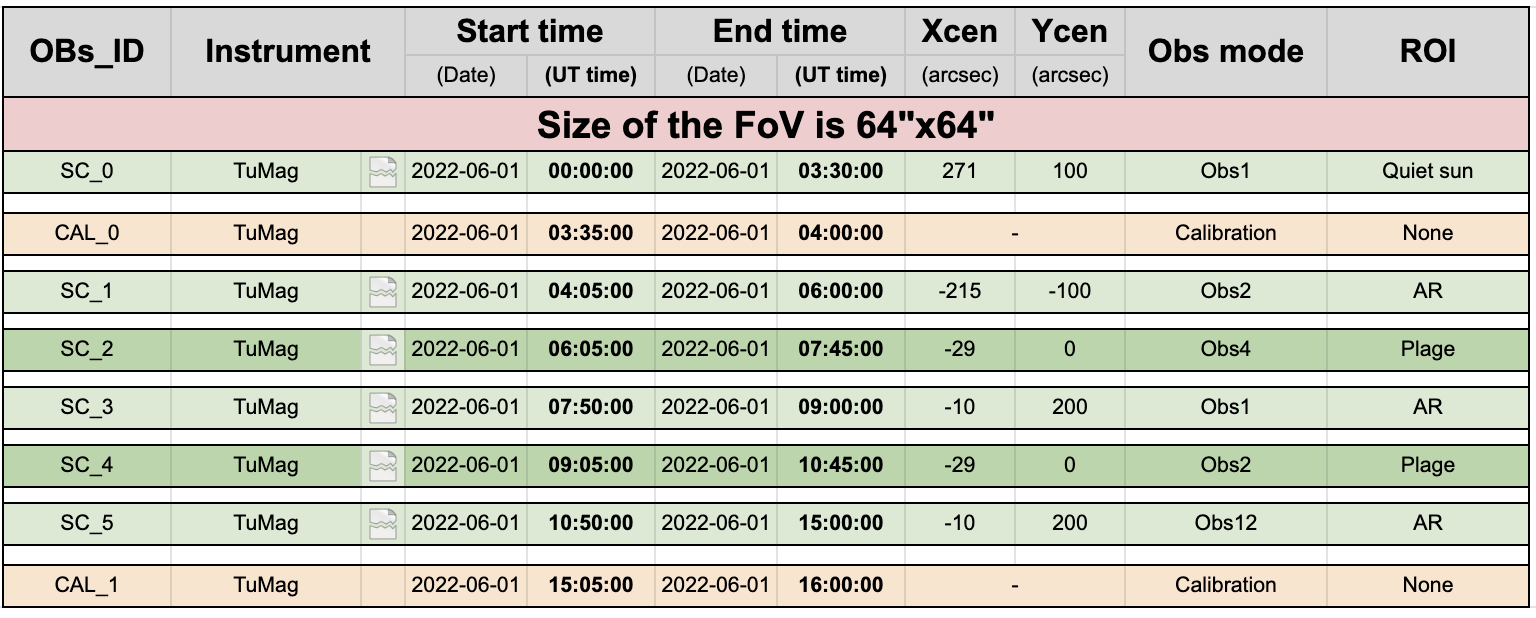 OBs_ID Instrument Start time End time Xcen Ycen Obs mode ROI
(Date) (UT time) (Date) (UT time) (arcsec) (arcsec)
Size of the FoV is 64"x64"
SC_0 TuMag 2022-06-01 00:00:00 2022-06-01 03:30:00 271 100 Obs1 Quiet sun
CAL_0 TuMag 2022-06-01 03:35:00 2022-06-01 04:00:00 - Calibration None
SC_1 TuMag 2022-06-01 04:05:00 2022-06-01 06:00:00 -215 -100 Obs2 AR
SC_2 TuMag 2022-06-01 06:05:00 2022-06-01 07:45:00 -29 0 Obs4 Plage
SC_3 TuMag 2022-06-01 07:50:00 2022-06-01 09:00:00 -10 200 Obs1 AR
SC_4 TuMag 2022-06-01 09:05:00 2022-06-01 10:45:00 -29 0 Obs2 Plage
SC_5 TuMag 2022-06-01 10:50:00 2022-06-01 15:00:00 -10 200 Obs12 AR
CAL_1 TuMag 2022-06-01 15:05:00 2022-06-01 16:00:00 - Calibration None